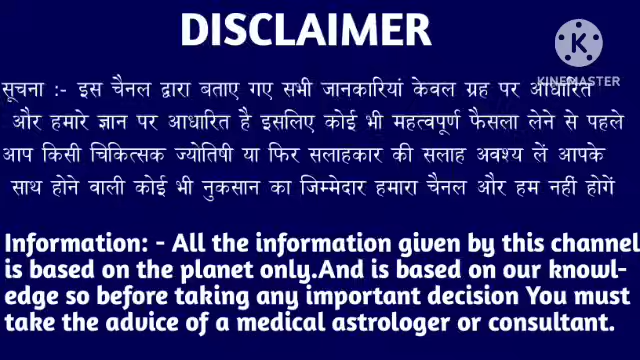 DISCLAIMER
K
KINEMASTER
सूचना :- इस चैनल द्वारा बताए गए सभी जानकारियां केवल ग्रह पर आधारित
और हमारे ज्ञान पर आधारित है इसलिए कोई भी महत्वपूर्ण फैसला लेने से पहले
आप किसी चिकित्सक ज्योतिषी या फिर सलाहकार की सलाह अवश्य लें आपके
साथ होने वाली कोई भी नुकसान का जिम्मेदार हमारा चैनल और हम नहीं होगें
Information: - All the information given by this channel
is based on the planet only.And is based on our knowl-
edge so before taking any important decision You must
take the advice of a medical astrologer or consultant.